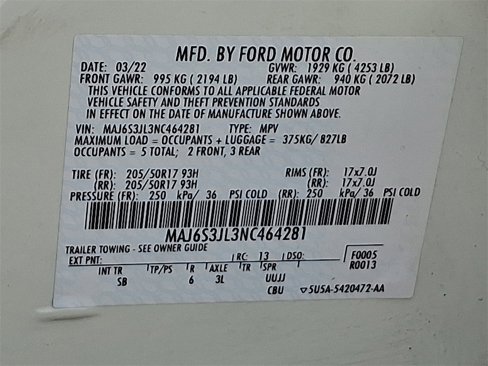 MFD. BY FORD MOTOR CO.
DATE: 03/22 GVWR: 1929 KG ( 4253 LB)
FRONT GAWR: 995 KG ( 2194 LB) REAR GAWR: 940 KG ( 2072 LB)
THIS VEHICLE CONFORMS TO ALL APPLICABLE FEDERAL MOTOR
VEHICLE SAFETY AND THEFT PREVENTION STANDARDS
IN EFFECT ON THE DATE OF MANUFACTURE SHOWN ABOVE.
VIN: MAJ6S3JL3NC464281 TYPE: MPV
MAXIMUM LOAD = OCCUPANTS + LUGGAGE = 375KG/ 827LB
OCCUPANTS = 5 TOTAL; 2 FRONT, 3 REAR
TIRE (FR): 205/50R17 93H RIMS (FR): 17x7.0J
(RR): 205/50R17 93H (RR): 17x7.0J
PRESSURE (FR): 250 kPa/ 36 PSI COLD (RR): 250 kPa/ 36 PSI COLD
MAJ6S3JL3NC464281
TRAILER TOWING - SEE OWNER GUIDE
EXT PNT: RC: 13 DSO: F0005
R0013
INT TR TP/PS R AXLE TR SPR
SB 6 3L UUJJ
CBU ▽5U5A-5420472-AA